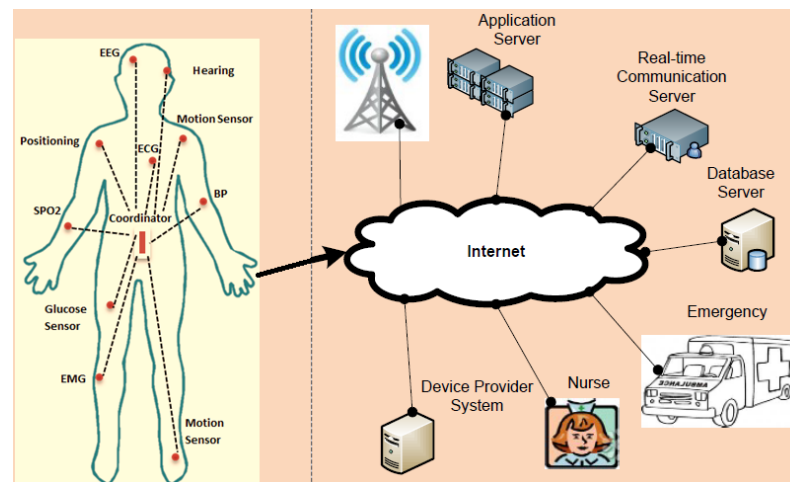 EEG
Hearing
Motion Sensor
Positioning
ECG
SPO2
BP
Coordinator
Glucose
Sensor
EMG
Motion
Sensor
Application
Server
Real-time
Communication
Server
Database
Server
Internet
Emergency
AMBULANCE
Device Provider
System
Nurse